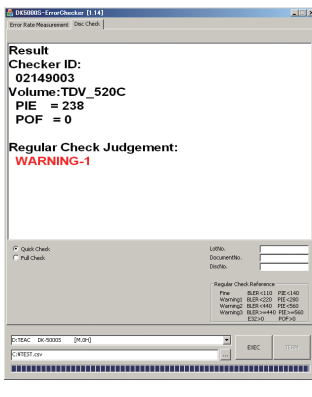 DK5000S-ErrorChecker [1.14]
Error Rate Measurement Disc Check
Result
Checker ID:
02149003
Volume:TDV_520C
PIE = 238
POF = 0
Regular Check Judgement:
WARNING-1
Quick Check
Full Check
LotNo.
DocumentNo.
DiscNo.
Regular Check Reference
Fine BLER<110 PIE<140
Warning1 BLER<220 PIE<280
Warning2 BLER<440 PIE<560
Warning3 BLER>=440 PIE>=560
E32>0 POF>0
D:TEAC DK-5000S [M.0H]
C:¥TEST.csv
...
EXEC
TERM